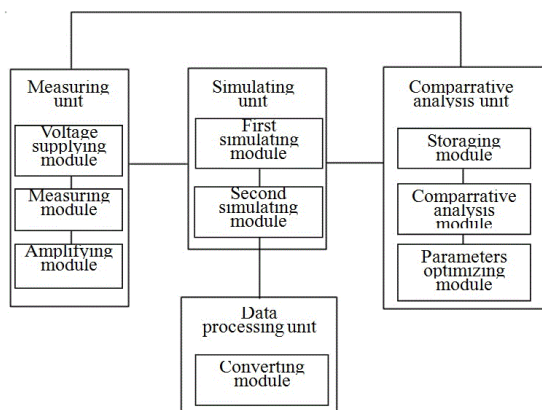 Measuring
unit
Voltage
supplying
module
Measuring
module
Amplifying
module
Simulating
unit
First
simulating
module
Second
simulating
module
Comparrative
analysis unit
Storaging
module
Comparrative
analysis
module
Parameters
optimizing
module
Data
processing unit
Converting
module